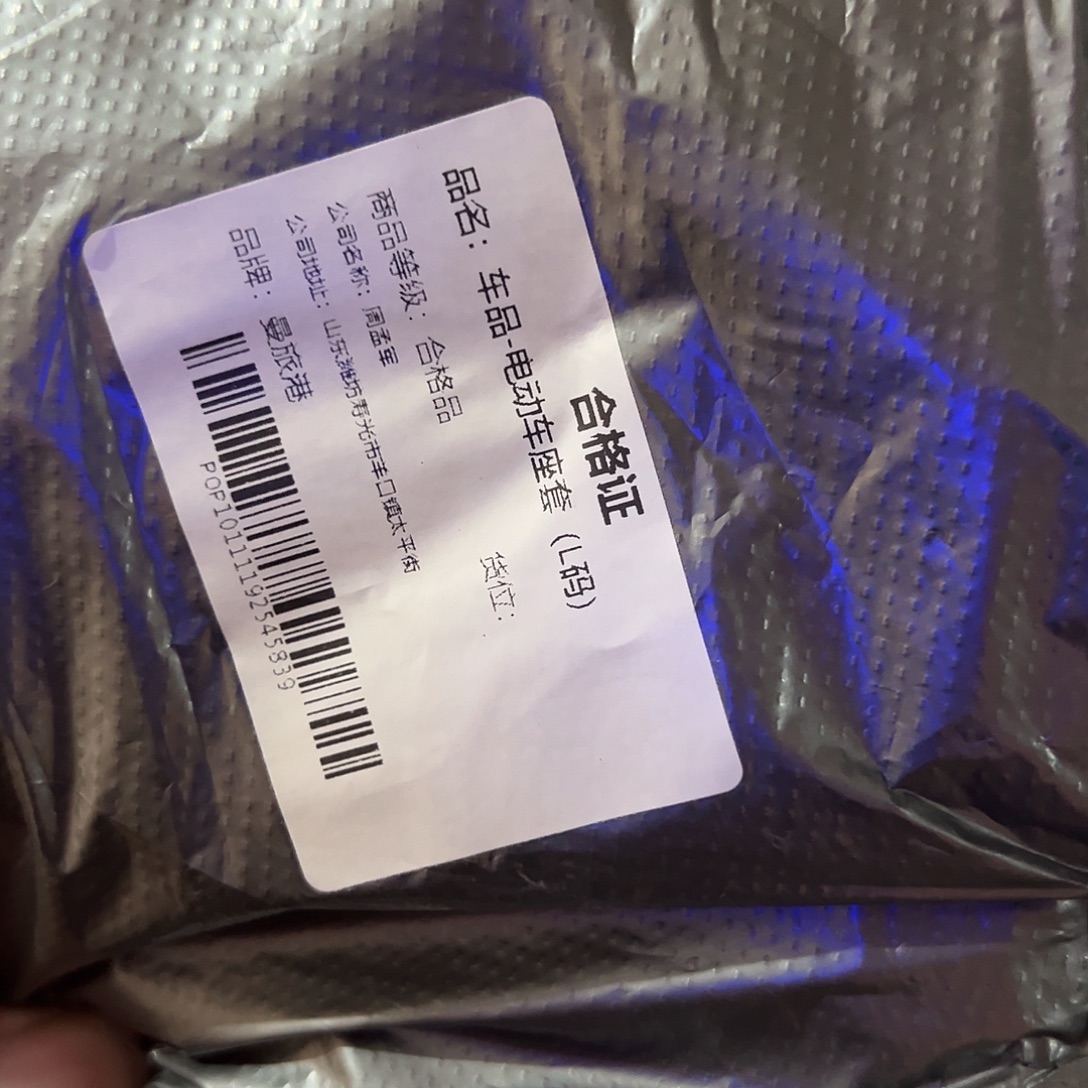 合格证
品名：车品-电动车座套（L码）
货位：
商品等级：合格品
公司名称：周孟军
公司地址：山东潍坊寿光市羊口镇太平街
品牌：曼旅港
POP10111192545839